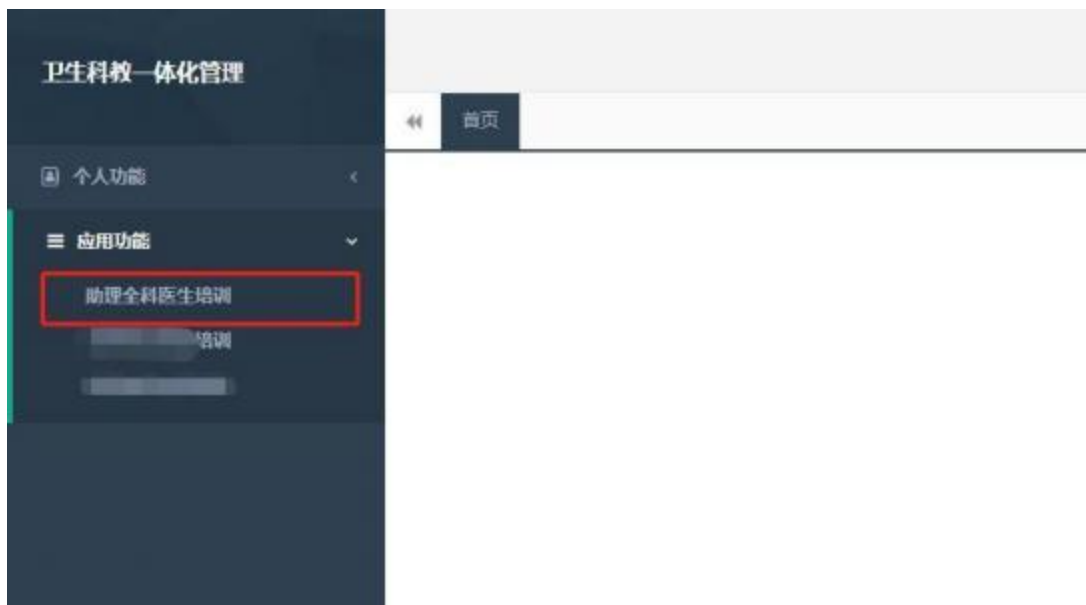 卫生科教一体化管理
首页
个人功能
应用功能
助理全科医生培训
培训